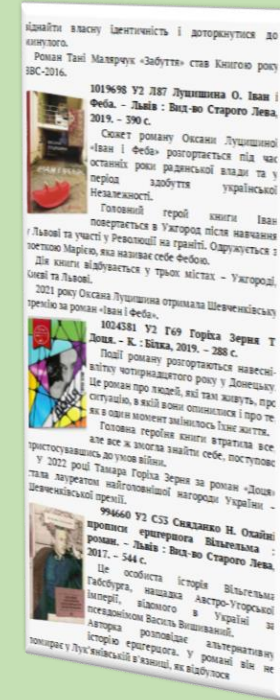 віднайти власну ідентичність і доторкнутися до
минулого.
Роман Тані Малярчук «Забуття» став Книгою року
ВВС-2016.
1019698 У2 Л87 Луцишина О. Іван і
Феба. – Львів : Вид-во Старого Лева,
2019. – 390 с.
Сюжет роману Оксани Луцишиної
«Іван і Феба» розгортається під час
останніх роки радянської влади та у
період здобуття української
Незалежності.
Головний герой книги Іван
повертається в Ужгород після навчання
у Львові та участі у Революції на граніті. Одружується з
поеткою Марією, яка називає себе Фебою.
Дія книги відбувається у трьох містах – Ужгороді,
Києві та Львові.
2021 року Оксана Луцишина отримала Шевченківську
премію за роман «Іван і Феба».
1024381 У2 Г69 Горіха Зерня Т
Доця. – К. : Білка, 2019. – 288 с.
Події роману розгортаються навесні-
влітку чотирнадцятого року у Донецьку.
Це роман про людей, які там живуть, про
ситуацію, в якій вони опинилися і про те,
як в один момент змінилось їхнє життя.
Головна героїня книги втратила все
але все ж змогла знайти себе, поступово
пристосувавшись до умов війни.
У 2022 році Тамара Горіха Зерня за роман «Доця»
стала лауреатом найголовнішої нагороди України –
Шевченківської премії.
994660 У2 С53 Сняданко Н. Охайні
прописи ерцгерцога Вільгельма :
роман. – Львів : Вид-во Старого Лева,
2017. – 544 с.
Це особиста історія Вільгельма
Габсбурга, нащадка Австро-Угорської
імперії, відомого в Україні за
псевдонімом Василь Вишиваний.
Авторка розповідає альтернативну
історію ерцгерцога. У романі він не
помирає у Лук'янівській в'язниці, як відбулося